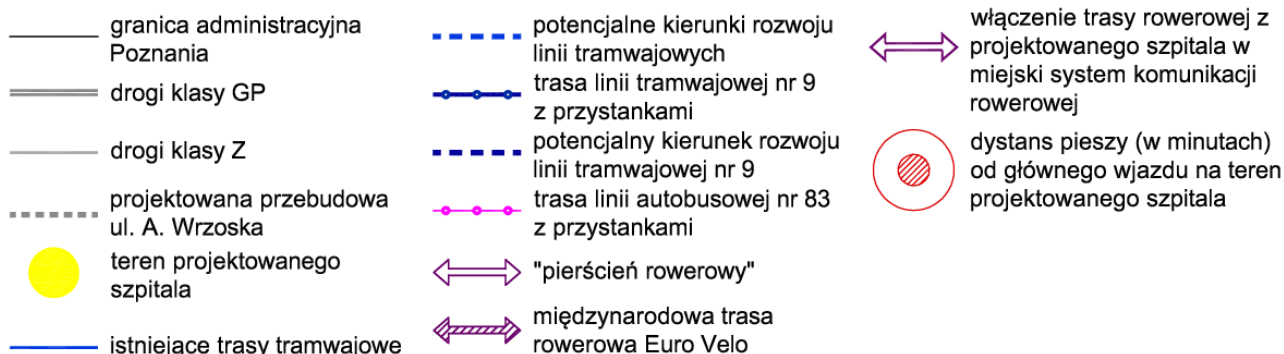 granica administracyjna
Poznania
drogi klasy GP
drogi klasy Z
projektowana przebudowa
ul. A. Wrzoska
teren projektowanego
szpitala
istniejące trasy tramwajowe
potencjalne kierunki rozwoju
linii tramwajowych
trasa linii tramwajowej nr 9
z przystankami
potencjalny kierunek rozwoju
linii tramwajowej nr 9
trasa linii autobusowej nr 83
z przystankami
"pierścień rowerowy"
międzynarodowa trasa
rowerowa Euro Velo
włączenie trasy rowerowej z
projektowanego szpitala w
miejski system komunikacji
rowerowej
dystans pieszy (w minutach)
od głównego wjazdu na teren
projektowanego szpitala